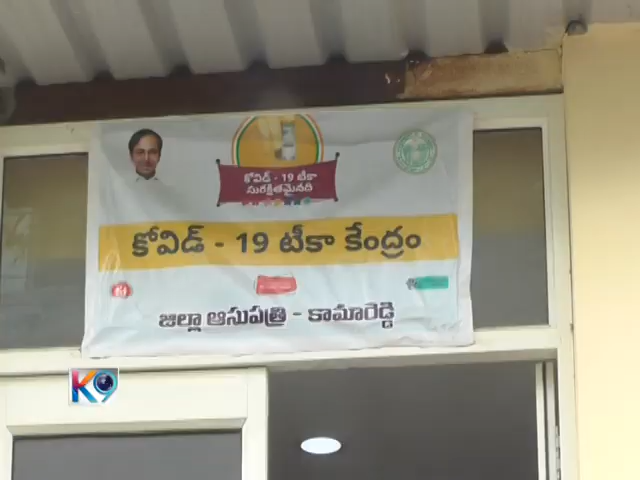 కోవిడ్ - 19 టీకా
సురక్షితమైనది
కోవిడ్ - 19 టీకా కేంద్రం
జిల్లా ఆసుపత్రి - కామారెడ్డి
K9